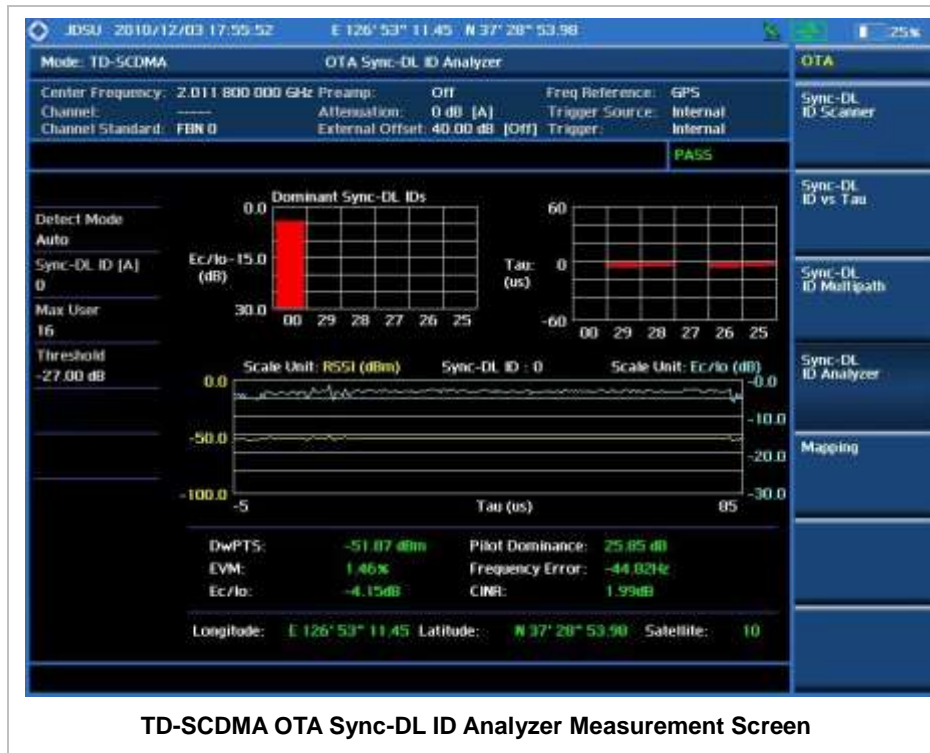 JDSU 2010/12/03 17:55:52 E 126° 53" 11.45 N 37° 28" 53.98 25%
Mode: TD-SCDMA OTA Sync-DL ID Analyzer OTA
Center Frequency: 2.011 800 000 GHz Preamp: Off Freq Reference: GPS
Channel: ----- Attenuation: 0 dB [A] Trigger Source: Internal
Channel Standard: FBN 0 External Offset: 40.00 dB [Off] Trigger: Internal
PASS
Sync-DL
ID Scanner
Sync-DL
ID vs Tau
Sync-DL
ID Multipath
Sync-DL
ID Analyzer
Mapping
Detect Mode
Auto
Sync-DL ID [A]
0
Max User
16
Threshold
-27.00 dB
Dominant Sync-DL IDs
0.0
Ec/Io -15.0
(dB)
30.0
00 29 28 27 26 25
60
Tau: 0
(us)
-60
00 29 28 27 26 25
Scale Unit: RSSI (dBm) Sync-DL ID : 0 Scale Unit: Ec/Io (dB)
0.0 -0.0
-10.0
-50.0
-20.0
-100.0 -30.0
-5 Tau (us) 85
DwPTS: -51.87 dBm Pilot Dominance: 25.85 dB
EVM: 1.46% Frequency Error: -44.82Hz
Ec/Io: -4.15dB CINR: 1.99dB
Longitude: E 126° 53" 11.45 Latitude: N 37° 28" 53.98 Satellite: 10
TD-SCDMA OTA Sync-DL ID Analyzer Measurement Screen